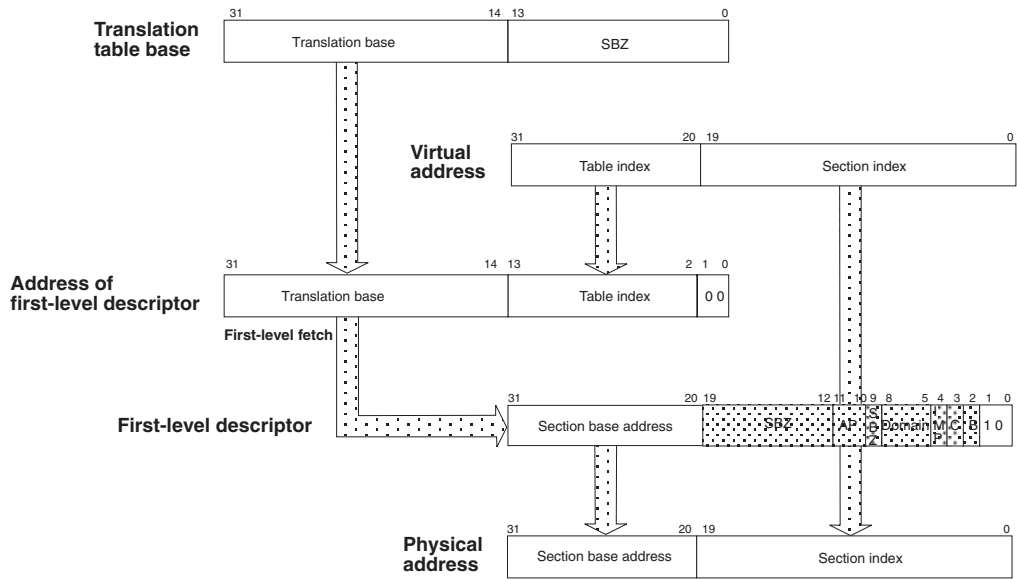 31 14 13 0
Translation
table base
Translation base SBZ
31 20 19 0
Virtual
address
Table index Section index
31 14 13 2 1 0
Address of
first-level descriptor
Translation base Table index 0 0
First-level fetch
31 20 19 12 11 10 9 8 5 4 3 2 1 0
First-level descriptor
Section base address SBZ AP SBZ Domain IMP C B 1 0
31 20 19 0
Physical
address
Section base address Section index